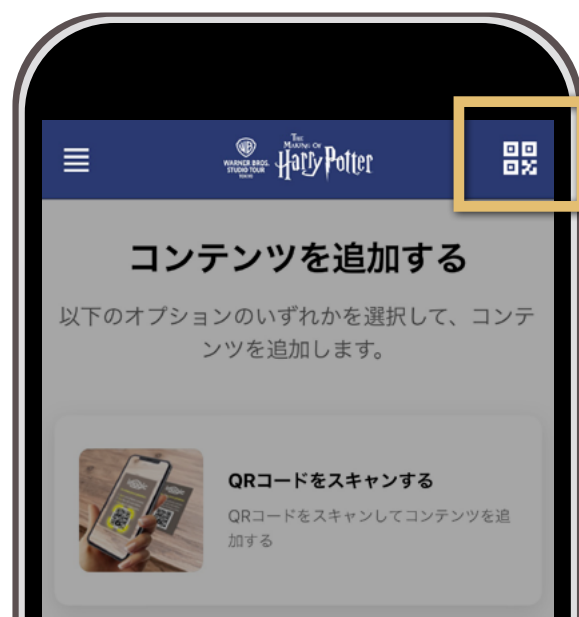 WB
WARNER BROS.
STUDIO TOUR
TOKYO
THE
MAKING OF
Harry Potter
コンテンツを追加する
以下のオプションのいずれかを選択して、コンテ
ンツを追加します。
QRコードをスキャンする
QRコードをスキャンしてコンテンツを追
加する